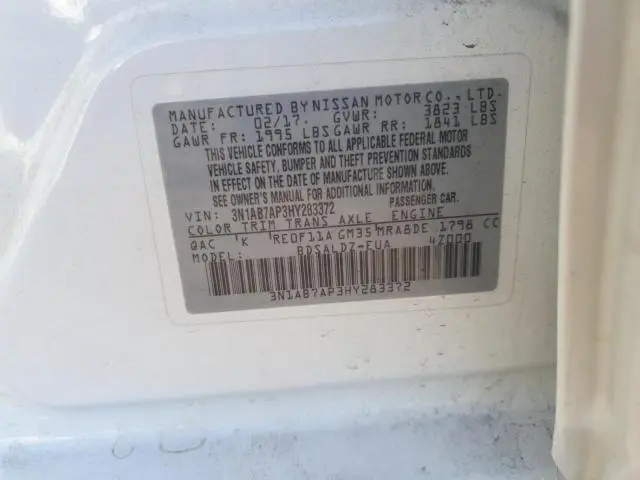 MANUFACTURED BY NISSAN MOTOR CO., LTD.
DATE: 02/17 GVWR: 3823 LBS
GAWR FR: 1995 LBS GAWR RR: 1841 LBS
THIS VEHICLE CONFORMS TO ALL APPLICABLE FEDERAL MOTOR
VEHICLE SAFETY, BUMPER AND THEFT PREVENTION STANDARDS
IN EFFECT ON THE DATE OF MANUFACTURE SHOWN ABOVE.
SEE OWNER'S MANUAL FOR ADDITIONAL INFORMATION.
VIN: 3N1AB7AP3HY283372 PASSENGER CAR.
COLOR TRIM TRANS AXLE ENGINE
QAC K RE0F11A GM35 MRA8DE 1798 CC
MODEL: BDSALDZ-EUA 4Z000
3N1AB7AP3HY283372